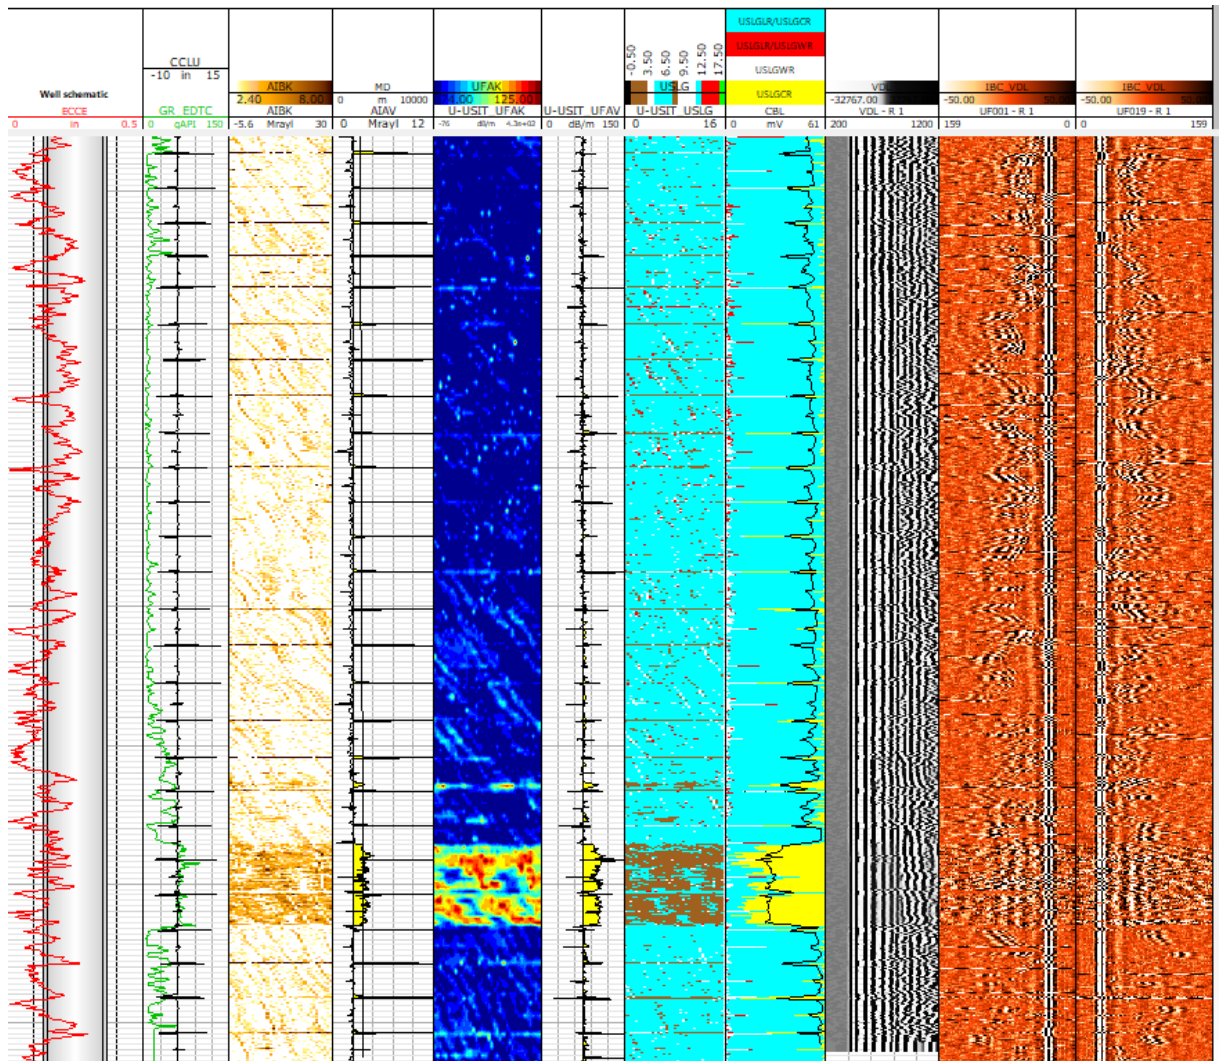 Well schematic
ECCE
0 in 0.5
CCLU
-10 in 15
GR_EDTC
0 gAPI 150
AIBK
2.40 8.00
AIBK
-5.6 Mrayl 30
MD
0 m 10000
AIAV
0 Mrayl 12
UFAK
125.00
U-USIT_UFAK
-76 dB/m 4.3e+02
U-USIT_UFAV
0 dB/m 150
-0.50
3.50
6.50
9.50
12.50
17.50
USLG
U-USIT_USLG
0 16
USLGLR/USLGCR
USLGLR/USLGWR
USLGWR
USLGCR
CBL
0 mV 61
-32767.00
VDL - R 1
200 1200
IBC_VDL
-50.00
UF001 - R 1
159 0
IBC_VDL
-50.00
UF019 - R 1
0 159